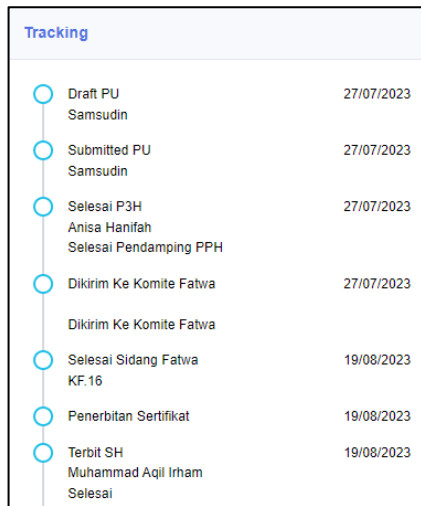 Tracking
Draft PU 27/07/2023
Samsudin
Submitted PU 27/07/2023
Samsudin
Selesai P3H 27/07/2023
Anisa Hanifah
Selesai Pendamping PPH
Dikirim Ke Komite Fatwa 27/07/2023
Dikirim Ke Komite Fatwa
Selesai Sidang Fatwa 19/08/2023
KF.16
Penerbitan Sertifikat 19/08/2023
Terbit SH 19/08/2023
Muhammad Aqil Irham
Selesai